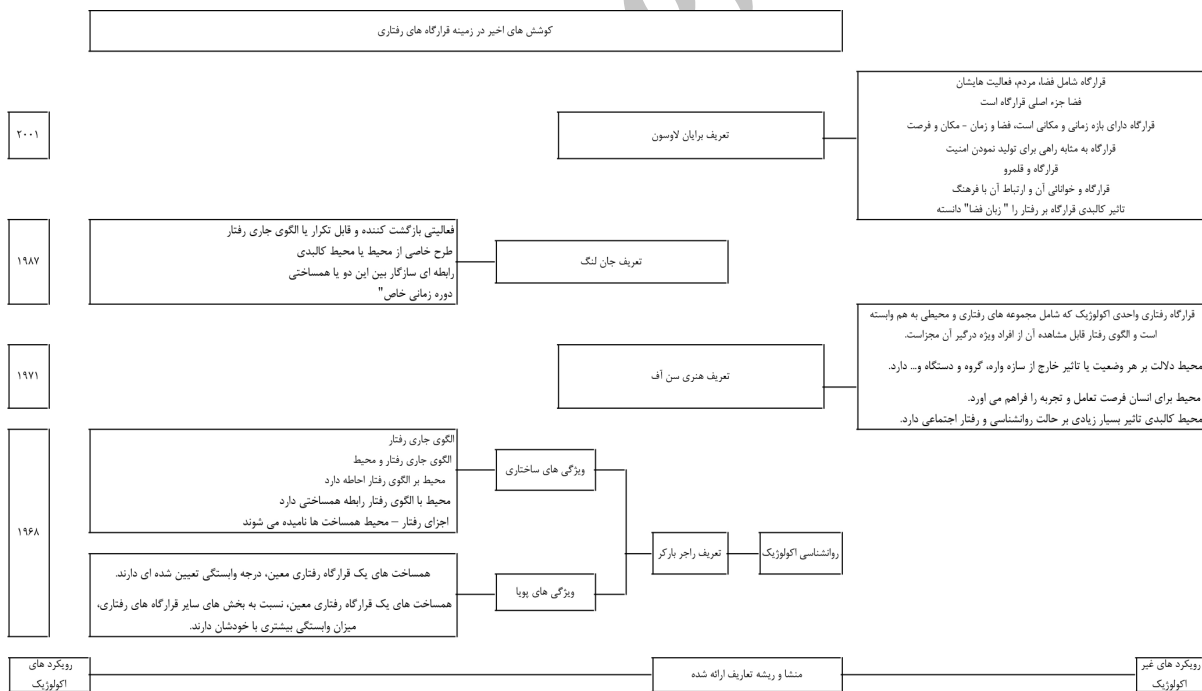 کوشش های اخیر در زمینه قرارگاه های رفتاری
قرارگاه شامل فضا، مردم، فعالیت هایشان
فضا جزء اصلی قرارگاه است
قرارگاه دارای بازه زمانی و مکانی است، فضا و زمان - مکان و فرصت
قرارگاه به مثابه راهی برای تولید نمودن امنیت
قرارگاه و قلمرو
قرارگاه و خوانائی آن و ارتباط آن با فرهنگ
تاثیر کالبدی قرارگاه بر رفتار را " زبان فضا" دانسته
تعریف برایان لاوسون
۲۰۰۱
تعریف جان لنگ
فعالیتی بازگشت کننده و قابل تکرار یا الگوی جاری رفتار
طرح خاصی از محیط یا محیط کالبدی
رابطه ای سازگار بین این دو یا همساختی
دوره زمانی خاص"
۱۹۸۷
قرارگاه رفتاری واحدی اکولوژیک که شامل مجموعه های رفتاری و محیطی به هم وابسته
است و الگوی رفتار قابل مشاهده آن از افراد ویژه درگیر آن مجزاست.
محیط دلالت بر هر وضعیت یا تاثیر خارج از سازه واره، گروه و دستگاه و... دارد.
محیط برای انسان فرصت تعامل و تجربه را فراهم می اورد.
محیط کالبدی تاثیر بسیار زیادی بر حالت روانشناسی و رفتار اجتماعی دارد.
تعریف هنری سن آف
۱۹۷۱
روانشناسی اکولوژیک
تعریف راجر بارکر
ویژگی های ساختاری
الگوی جاری رفتار
الگوی جاری رفتار و محیط
محیط بر الگوی رفتار احاطه دارد
محیط با الگوی رفتار رابطه همساختی دارد
اجزای رفتار – محیط همساخت ها نامیده می شوند
ویژگی های پویا
همساخت های یک قرارگاه رفتاری معین، درجه وابستگی تعیین شده ای دارند.
همساخت های یک قرارگاه رفتاری معین، نسبت به بخش های سایر قرارگاه های رفتاری،
میزان وابستگی بیشتری با خودشان دارند.
۱۹۶۸
رویکرد های غیر
اکولوژیک
منشا و ریشه تعاریف ارائه شده
رویکرد های
اکولوژیک